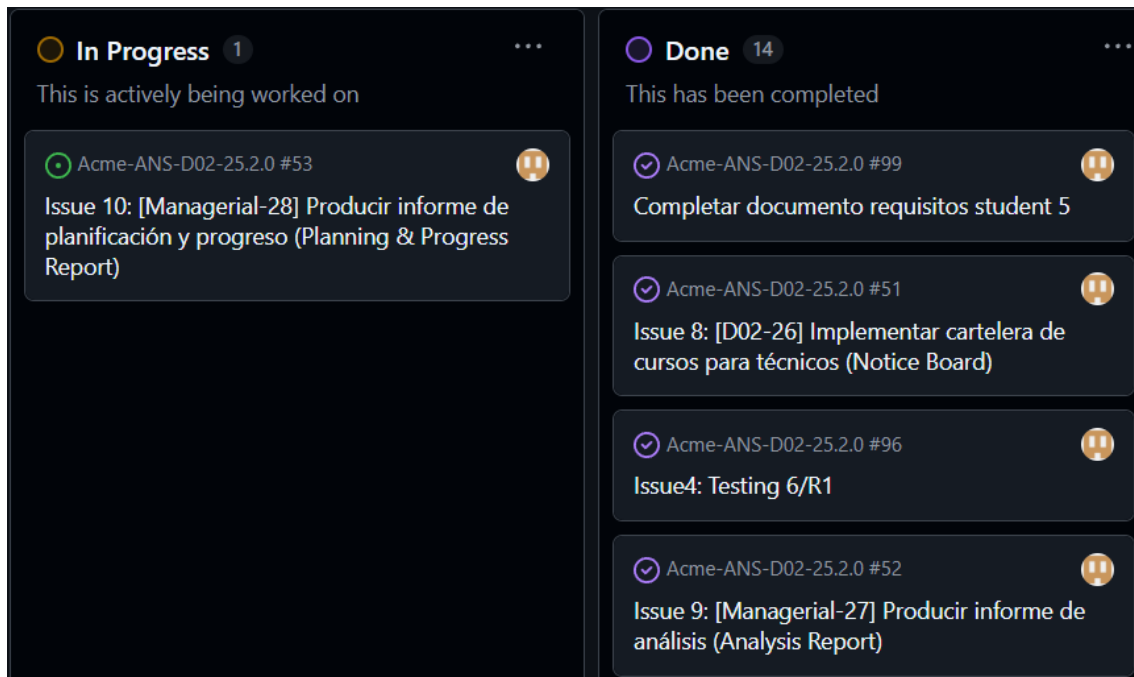 In Progress 1
This is actively being worked on
Acme-ANS-D02-25.2.0 #53
Issue 10: [Managerial-28] Producir informe de
planificación y progreso (Planning & Progress
Report)
Done 14
This has been completed
Acme-ANS-D02-25.2.0 #99
Completar documento requisitos student 5
Acme-ANS-D02-25.2.0 #51
Issue 8: [D02-26] Implementar cartelera de
cursos para técnicos (Notice Board)
Acme-ANS-D02-25.2.0 #96
Issue4: Testing 6/R1
Acme-ANS-D02-25.2.0 #52
Issue 9: [Managerial-27] Producir informe de
análisis (Analysis Report)